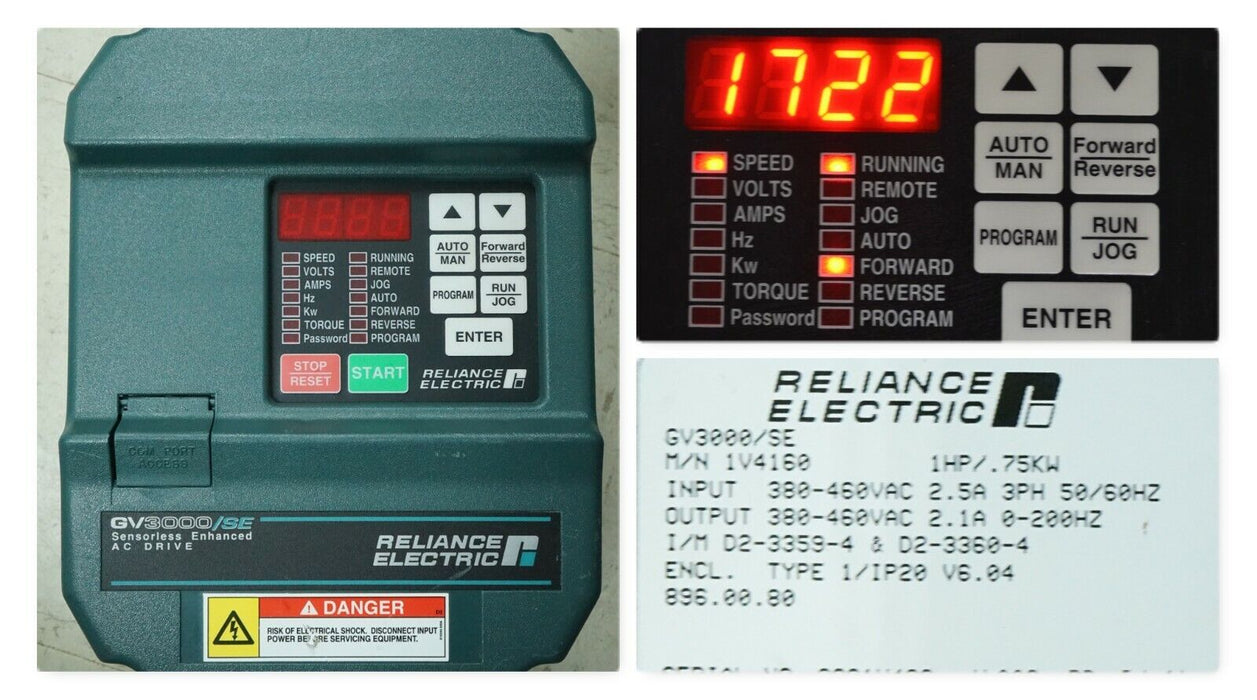 SPEED RUNNING
VOLTS REMOTE
AMPS JOG
Hz AUTO
Kw FORWARD
TORQUE REVERSE
Password PROGRAM
AUTO
MAN
Forward
Reverse
PROGRAM
RUN
JOG
ENTER
STOP
RESET
START
RELIANCE
ELECTRIC
COM PORT
ACCESS
GV3000/SE
Sensorless Enhanced
AC DRIVE
RELIANCE
ELECTRIC
DANGER
RISK OF ELECTRICAL SHOCK. DISCONNECT INPUT
POWER BEFORE SERVICING EQUIPMENT.
1722
SPEED RUNNING
VOLTS REMOTE
AMPS JOG
Hz AUTO
Kw FORWARD
TORQUE REVERSE
Password PROGRAM
AUTO
MAN
Forward
Reverse
PROGRAM
RUN
JOG
ENTER
RELIANCE
ELECTRIC
GV3000/SE
M/N 1V4160 1HP/.75KW
INPUT 380-460VAC 2.5A 3PH 50/60HZ
OUTPUT 380-460VAC 2.1A 0-200HZ
I/M D2-3359-4 & D2-3360-4
ENCL. TYPE 1/IP20 V6.04
896.00.80